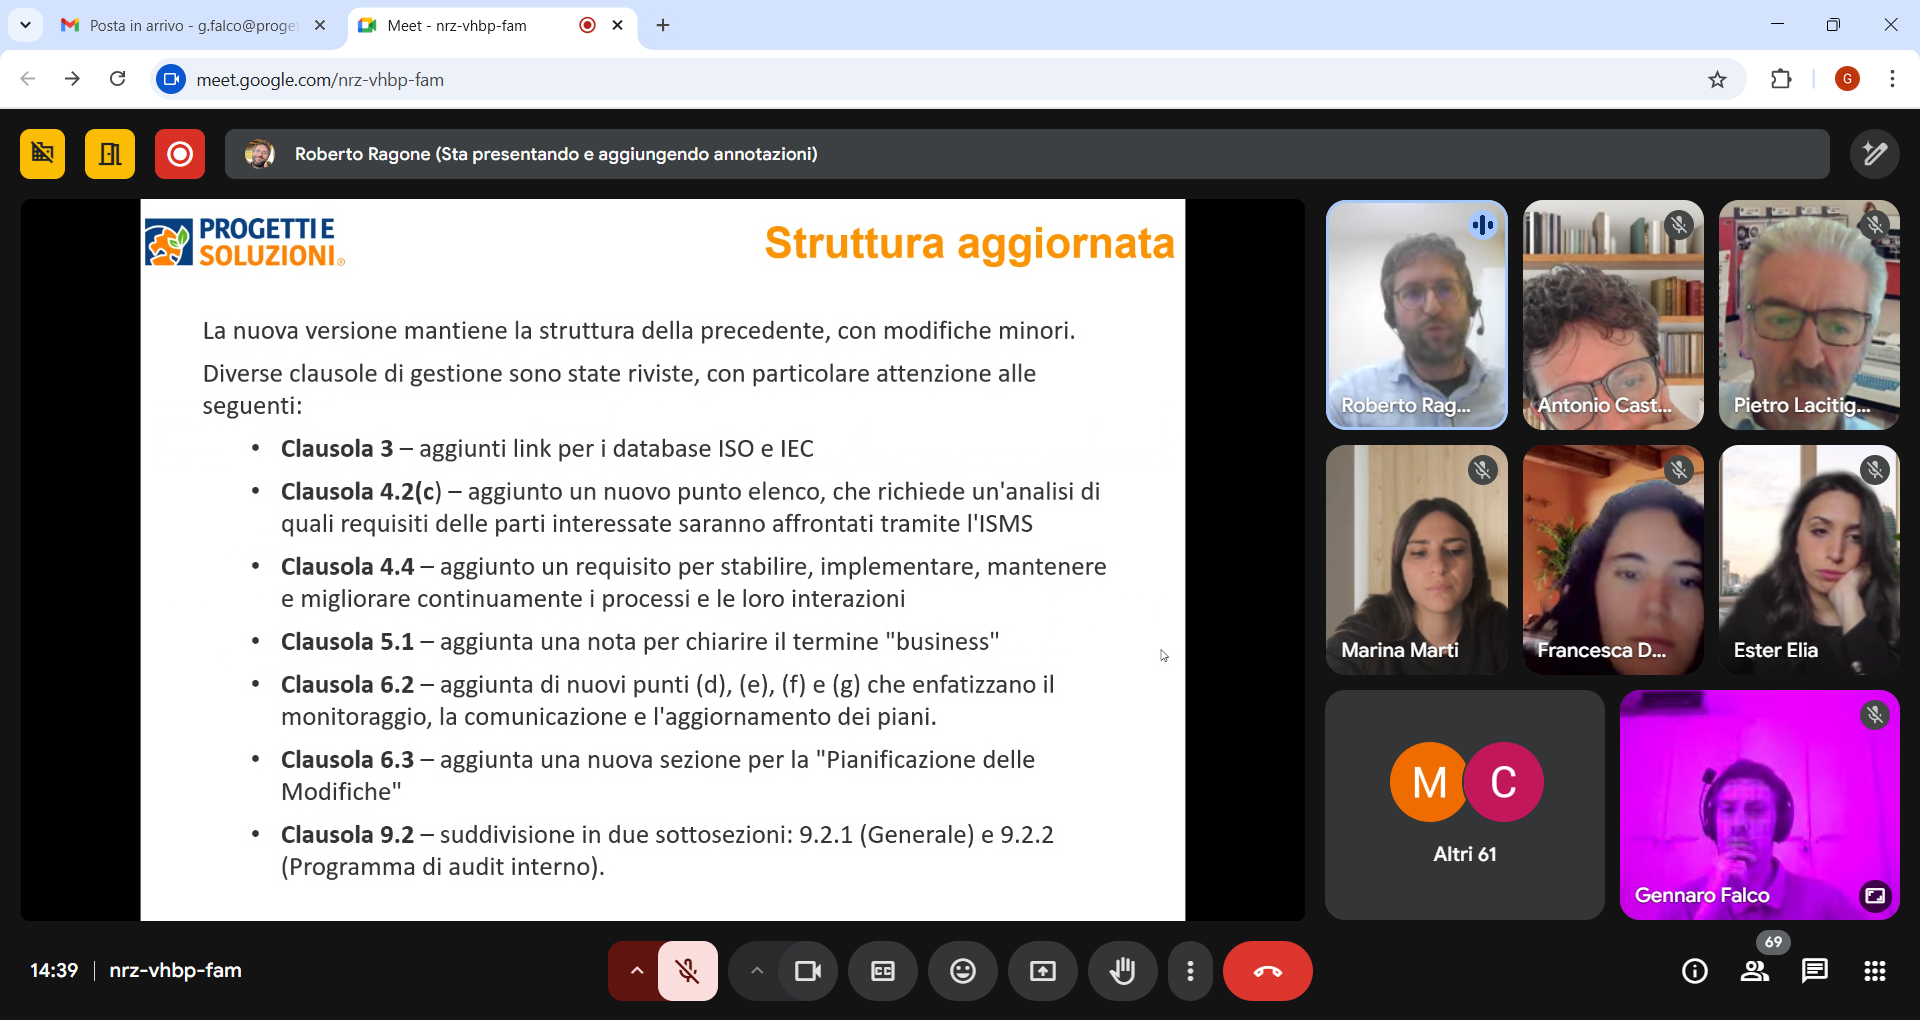 Posta in arrivo - g.falco@proget
Meet - nrz-vhbp-fam
meet.google.com/nrz-vhbp-fam
G
Roberto Ragone (Sta presentando e aggiungendo annotazioni)
PROGETTI E
SOLUZIONI®
Struttura aggiornata
La nuova versione mantiene la struttura della precedente, con modifiche minori.
Diverse clausole di gestione sono state riviste, con particolare attenzione alle
seguenti:
• Clausola 3 – aggiunti link per i database ISO e IEC
• Clausola 4.2(c) – aggiunto un nuovo punto elenco, che richiede un'analisi di
quali requisiti delle parti interessate saranno affrontati tramite l'ISMS
• Clausola 4.4 – aggiunto un requisito per stabilire, implementare, mantenere
e migliorare continuamente i processi e le loro interazioni
• Clausola 5.1 – aggiunta una nota per chiarire il termine "business"
• Clausola 6.2 – aggiunta di nuovi punti (d), (e), (f) e (g) che enfatizzano il
monitoraggio, la comunicazione e l'aggiornamento dei piani.
• Clausola 6.3 – aggiunta una nuova sezione per la "Pianificazione delle
Modifiche"
• Clausola 9.2 – suddivisione in due sottosezioni: 9.2.1 (Generale) e 9.2.2
(Programma di audit interno).
Roberto Rag...
Antonio Cast...
Pietro Lacitig...
Marina Marti
Francesca D...
Ester Elia
M
C
Altri 61
Gennaro Falco
14:39 | nrz-vhbp-fam
CC
69